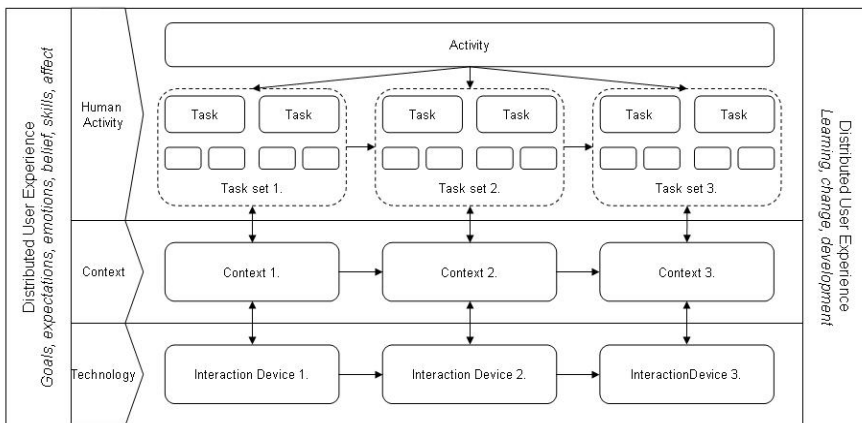 Distributed User Experience
Goals, expectations, emotions, belief, skills, affect
Human
Activity
Activity
Task
Task
Task set 1.
Task
Task
Task set 2.
Task
Task
Task set 3.
Context
Context 1.
Context 2.
Context 3.
Technology
Interaction Device 1.
Interaction Device 2.
InteractionDevice 3.
Distributed User Experience
Learning, change, development